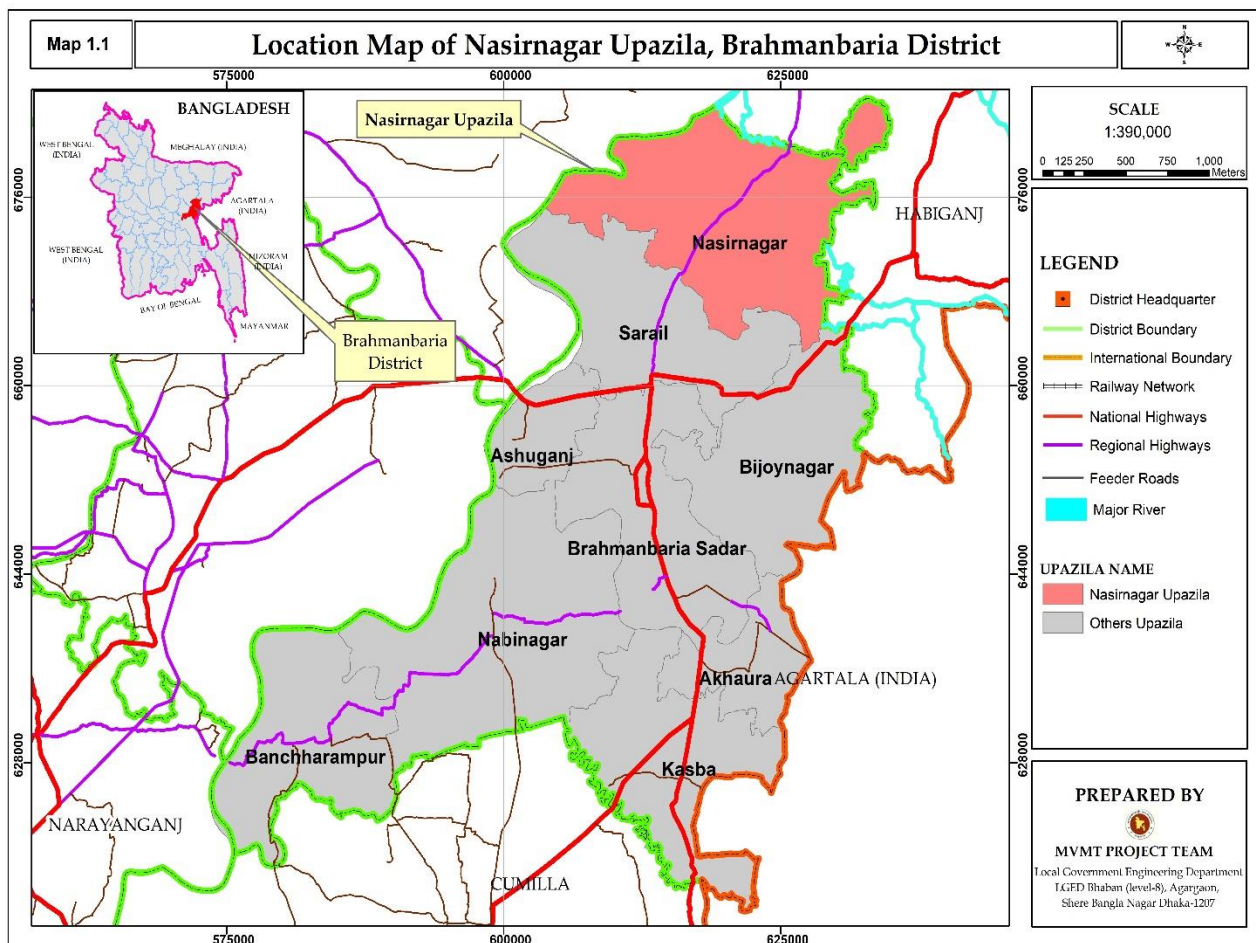 Map 1.1
Location Map of Nasirnagar Upazila, Brahmanbaria District
N
W
E
S
575000
600000
625000
BANGLADESH
WEST BENGAL
(INDIA)
MEGHALAY (INDIA)
AGARTALA
(INDIA)
WEST BENGAL
(INDIA)
MIZORAM
(INDIA)
BAY OF BENGAL
MAYANMAR
Nasirnagar Upazila
Brahmanbaria
District
676000
660000
644000
628000
HABIGANJ
Nasirnagar
Sarail
Ashuganj
Bijoynagar
Brahmanbaria Sadar
Nabinagar
Akhaura
AGARTALA (INDIA)
Banchharampur
Kasba
NARAYANGANJ
CUMILLA
676000
660000
644000
628000
575000
600000
625000
SCALE
1:390,000
0 125 250 500 750 1,000
Meters
LEGEND
District Headquarter
District Boundary
International Boundary
Railway Network
National Highways
Regional Highways
Feeder Roads
Major River
UPAZILA NAME
Nasirnagar Upazila
Others Upazila
PREPARED BY
MVMT PROJECT TEAM
Local Government Engineering Department
LGED Bhaban (level-8), Agargaon,
Shere Bangla Nagar Dhaka-1207